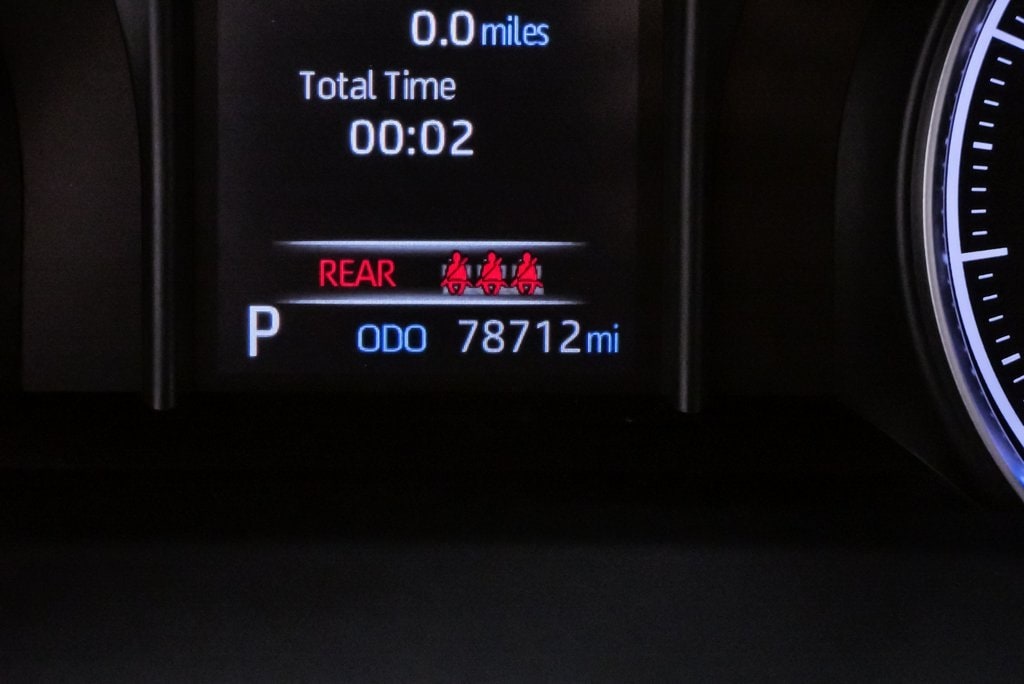 0.0 miles
Total Time
00:02
REAR
P ODO 78712 mi